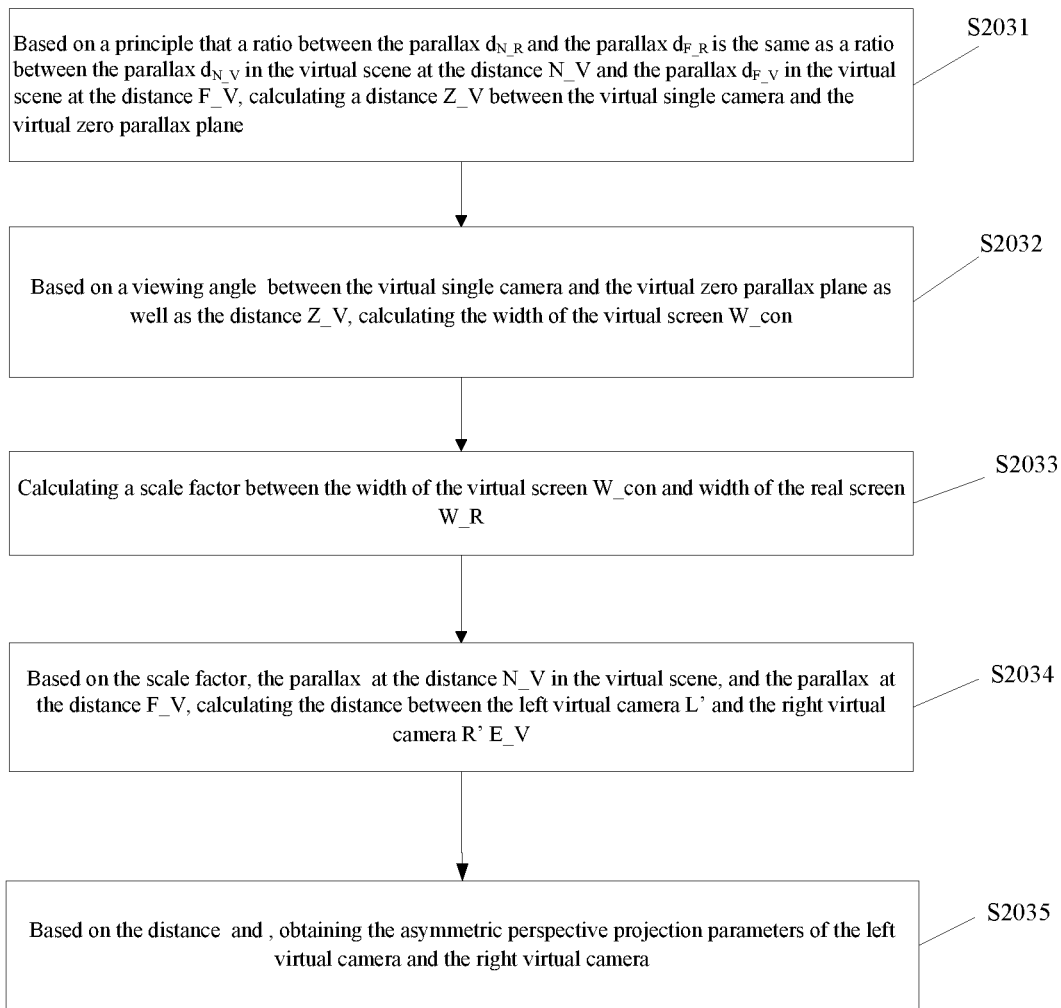 S2031
Based on a principle that a ratio between the parallax d_{N_R} and the parallax d_{F_R} is the same as a ratio
between the parallax d_{N_V} in the virtual scene at the distance N_V and the parallax d_{F_V} in the virtual
scene at the distance F_V, calculating a distance Z_V between the virtual single camera and the
virtual zero parallax plane
S2032
Based on a viewing angle between the virtual single camera and the virtual zero parallax plane as
well as the distance Z_V, calculating the width of the virtual screen W_con
S2033
Calculating a scale factor between the width of the virtual screen W_con and width of the real screen
W_R
S2034
Based on the scale factor, the parallax at the distance N_V in the virtual scene, and the parallax at
the distance F_V, calculating the distance between the left virtual camera L’ and the right virtual
camera R’ E_V
S2035
Based on the distance and , obtaining the asymmetric perspective projection parameters of the left
virtual camera and the right virtual camera